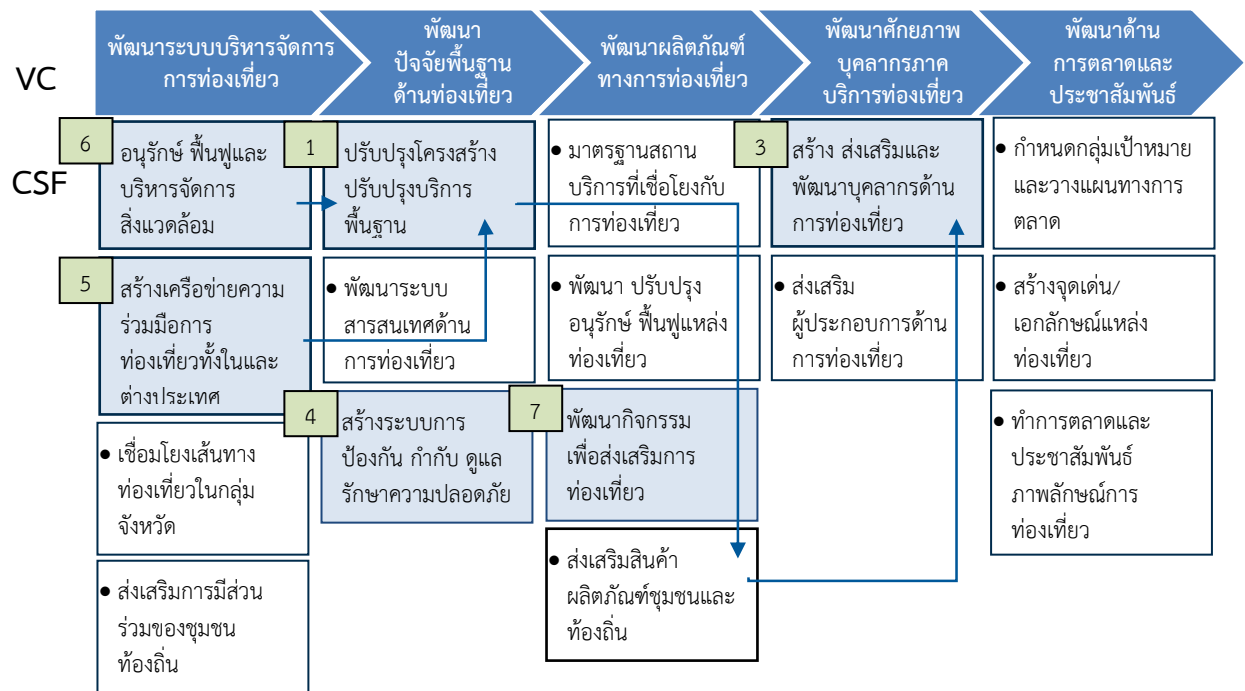 VC
พัฒนาระบบบริหารจัดการ
การท่องเที่ยว
พัฒนา
ปัจจัยพื้นฐาน
ด้านท่องเที่ยว
พัฒนาผลิตภัณฑ์
ทางการท่องเที่ยว
พัฒนาศักยภาพ
บุคลากรภาค
บริการท่องเที่ยว
พัฒนาด้าน
การตลาดและ
ประชาสัมพันธ์
CSF
6
อนุรักษ์ ฟื้นฟูและ
บริหารจัดการ
สิ่งแวดล้อม
5
สร้างเครือข่ายความ
ร่วมมือการ
ท่องเที่ยวทั้งในและ
ต่างประเทศ
● เชื่อมโยงเส้นทาง
ท่องเที่ยวในกลุ่ม
จังหวัด
● ส่งเสริมการมีส่วน
ร่วมของชุมชน
ท้องถิ่น
1
ปรับปรุงโครงสร้าง
ปรับปรุงบริการ
พื้นฐาน
● พัฒนาระบบ
สารสนเทศด้าน
การท่องเที่ยว
4
สร้างระบบการ
ป้องกัน กำกับ ดูแล
รักษาความปลอดภัย
● มาตรฐานสถาน
บริการที่เชื่อโยงกับ
การท่องเที่ยว
● พัฒนา ปรับปรุง
อนุรักษ์ ฟื้นฟูแหล่ง
ท่องเที่ยว
7
พัฒนากิจกรรม
เพื่อส่งเสริมการ
ท่องเที่ยว
● ส่งเสริมสินค้า
ผลิตภัณฑ์ชุมชนและ
ท้องถิ่น
3
สร้าง ส่งเสริมและ
พัฒนาบุคลากรด้าน
การท่องเที่ยว
● ส่งเสริม
ผู้ประกอบการด้าน
การท่องเที่ยว
● กำหนดกลุ่มเป้าหมาย
และวางแผนทางการ
ตลาด
● สร้างจุดเด่น/
เอกลักษณ์แหล่ง
ท่องเที่ยว
● ทำการตลาดและ
ประชาสัมพันธ์
ภาพลักษณ์การ
ท่องเที่ยว